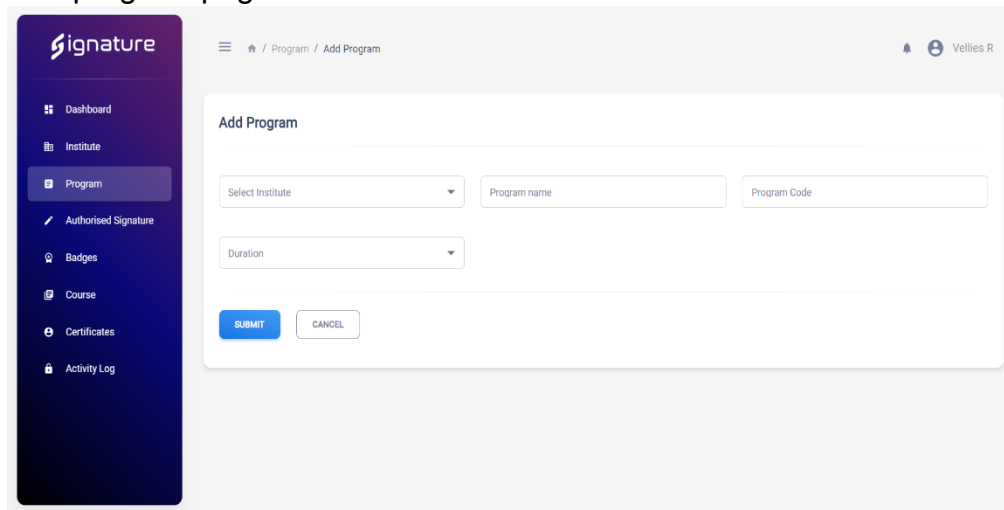 Signature
/ Program / Add Program
Vellies R
Dashboard
Institute
Program
Authorised Signature
Badges
Course
Certificates
Activity Log
Add Program
Select Institute
Program name
Program Code
Duration
SUBMIT
CANCEL